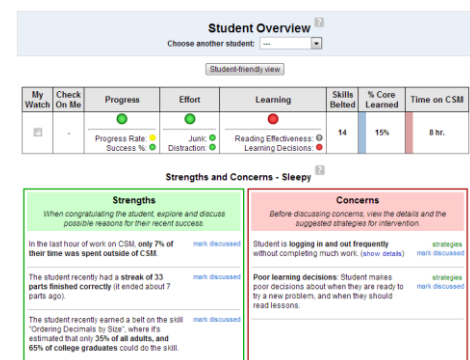 Student Overview ?
Choose another student: ---
Student-friendly view
My Watch Check On Me Progress Effort Learning Skills Belted % Core Learned Time on CSM
- Progress Rate: Junk: Reading Effectiveness: 14 15% 8 hr.
Success %: Distraction: Learning Decisions:
Strengths and Concerns - Sleepy ?
Strengths
When congratulating the student, explore and discuss
possible reasons for their recent success.
In the last hour of work on CSM, only 7% of mark discussed
their time was spent outside of CSM.
The student recently had a streak of 33 mark discussed
parts finished correctly (it ended about 7
parts ago).
The student recently earned a belt on the skill mark discussed
"Ordering Decimals by Size", where it's
estimated that only 35% of all adults, and
65% of college graduates could do the skill.
Concerns
Before discussing concerns, view the details and the
suggested strategies for intervention.
Student is logging in and out frequently strategies
without completing much work. (show details) mark discussed
Poor learning decisions: Student makes strategies
poor decisions about when they are ready to mark discussed
try a new problem, and when they should
read lessons.